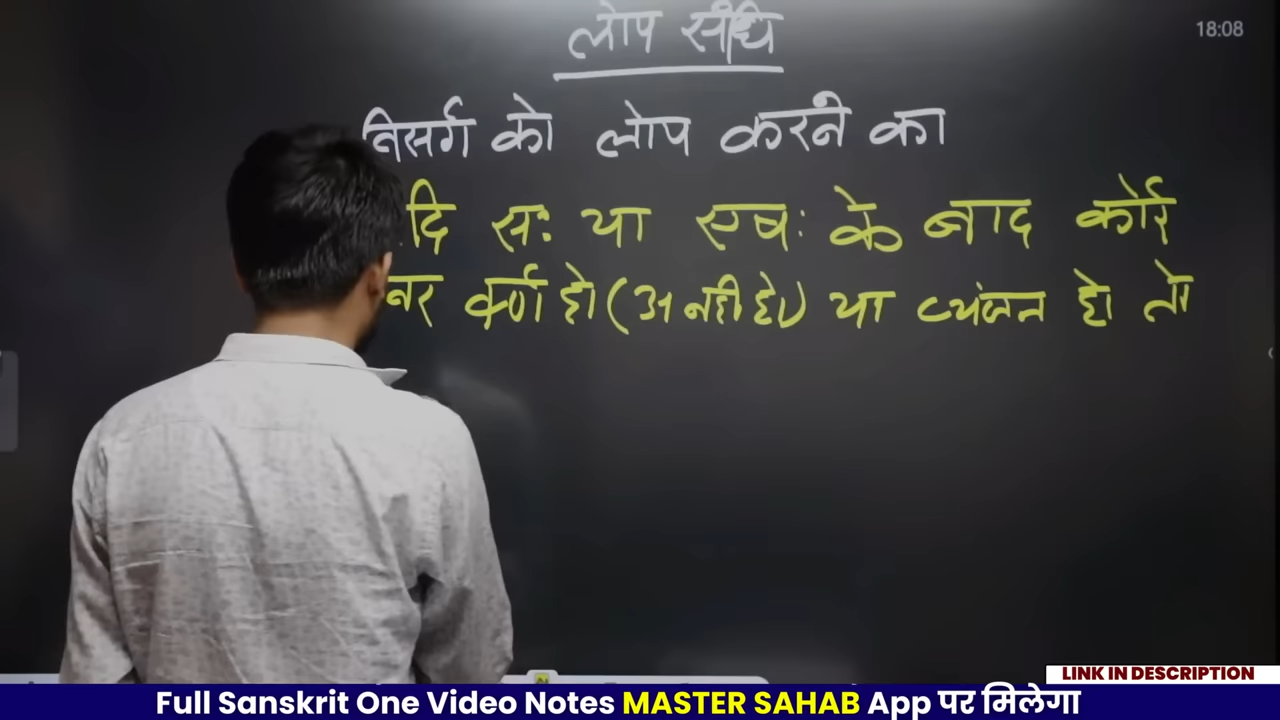 लोप संधि
18:08
विसर्ग को लोप करने का
दि सः या एषः के बाद कोई
वर वर्ण हो (अ नही हो) या व्यंजन हो तो
LINK IN DESCRIPTION
Full Sanskrit One Video Notes MASTER SAHAB App पर मिलेगा